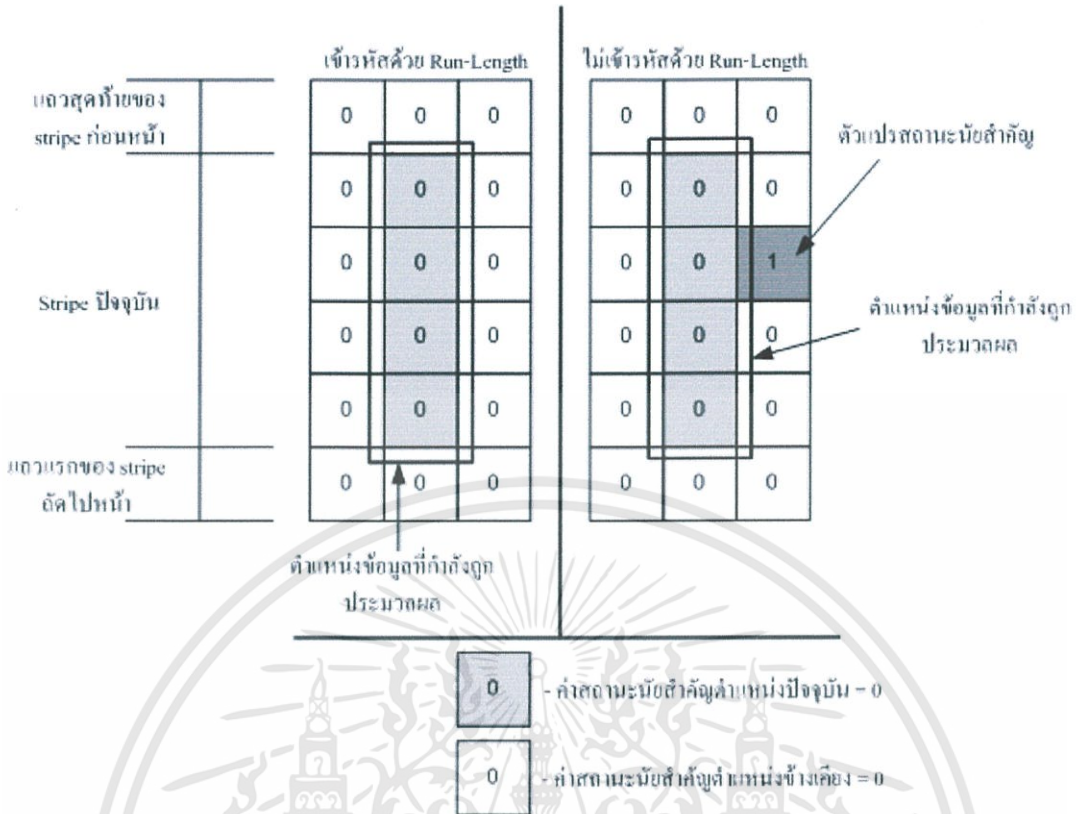 เข้ารหัสด้วย Run-Length
ไม่เข้ารหัสด้วย Run-Length
แถวสุดท้ายของ
stripe ก่อนหน้า
0 0 0
0 0 0
ตัวแปรสถานะนัยสำคัญ
0 0 0
0 0 0
0 0 0
0 0 1
Stripe ปัจจุบัน
0 0 0
0 0 0
ตำแหน่งข้อมูลที่กำลังถูก
ประมวลผล
0 0 0
0 0 0
แถวแรกของ stripe
ถัดไปหน้า
0 0 0
0 0 0
ตำแหน่งข้อมูลที่กำลังถูก
ประมวลผล
0 - ค่าสถานะนัยสำคัญตำแหน่งปัจจุบัน = 0
0 - ค่าสถานะนัยสำคัญตำแหน่งข้างเคียง = 0